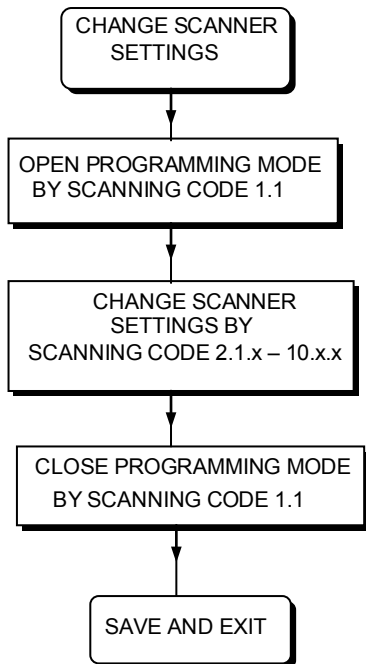 CHANGE SCANNER
SETTINGS
OPEN PROGRAMMING MODE
BY SCANNING CODE 1.1
CHANGE SCANNER
SETTINGS BY
SCANNING CODE 2.1.x – 10.x.x
CLOSE PROGRAMMING MODE
BY SCANNING CODE 1.1
SAVE AND EXIT